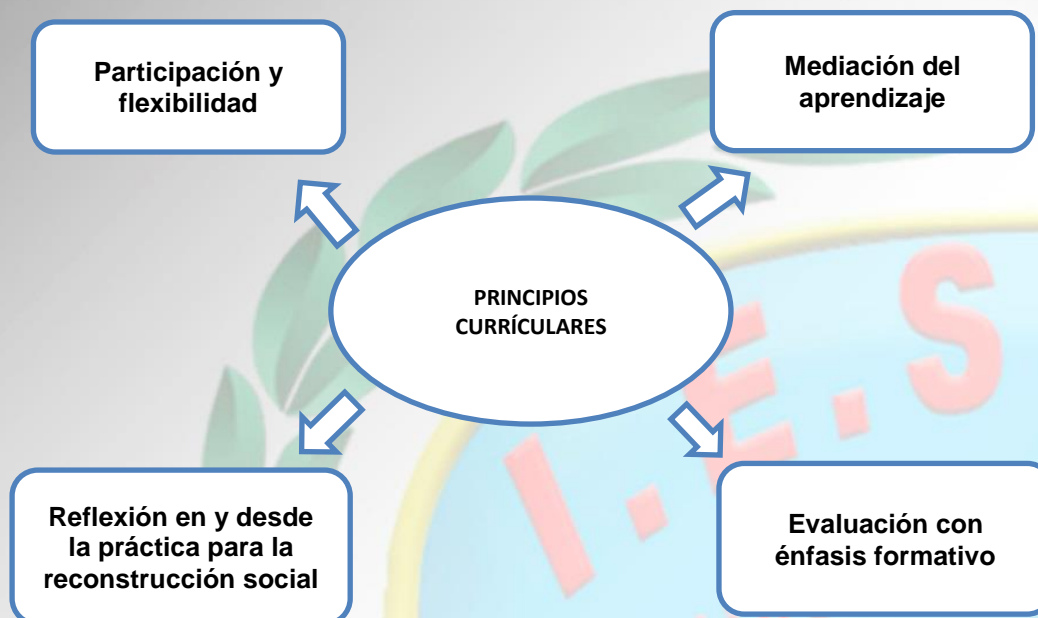 Participación y
flexibilidad
Mediación del
aprendizaje
PRINCIPIOS
CURRÍCULARES
Reflexión en y desde
la práctica para la
reconstrucción social
Evaluación con
énfasis formativo
I.E.S